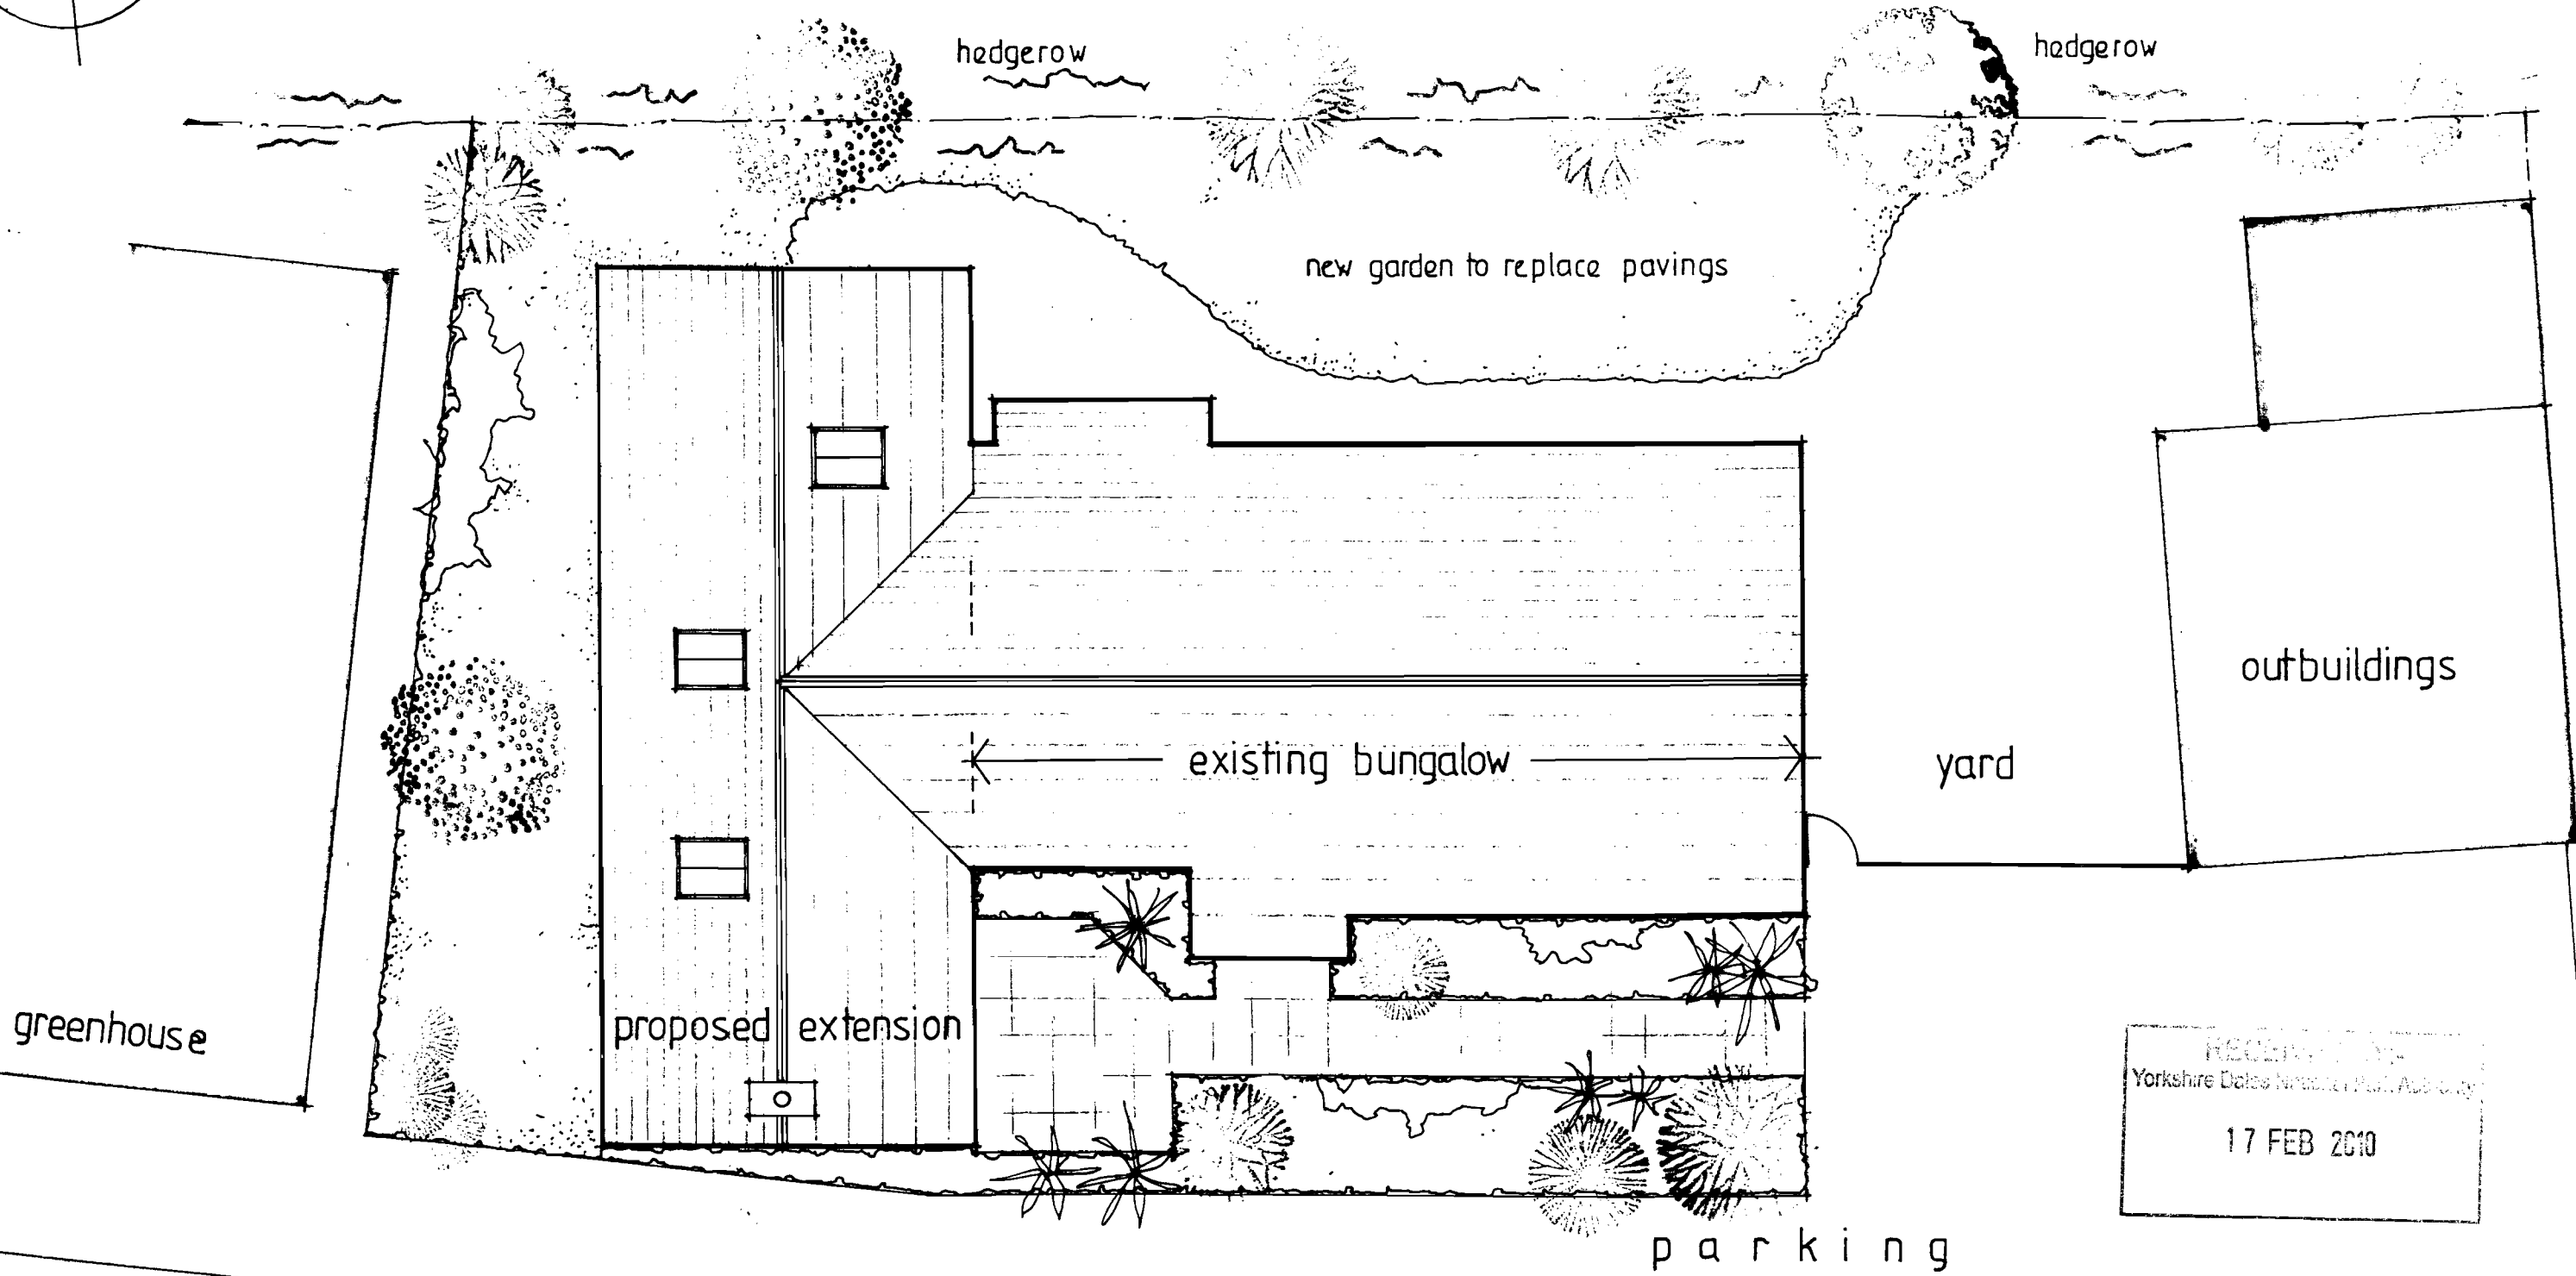 hedgerow
hedgerow
new garden to replace pavings
outbuildings
existing bungalow
yard
greenhouse
proposed extension
Yorkshire Dales
17 FEB 2010
parking